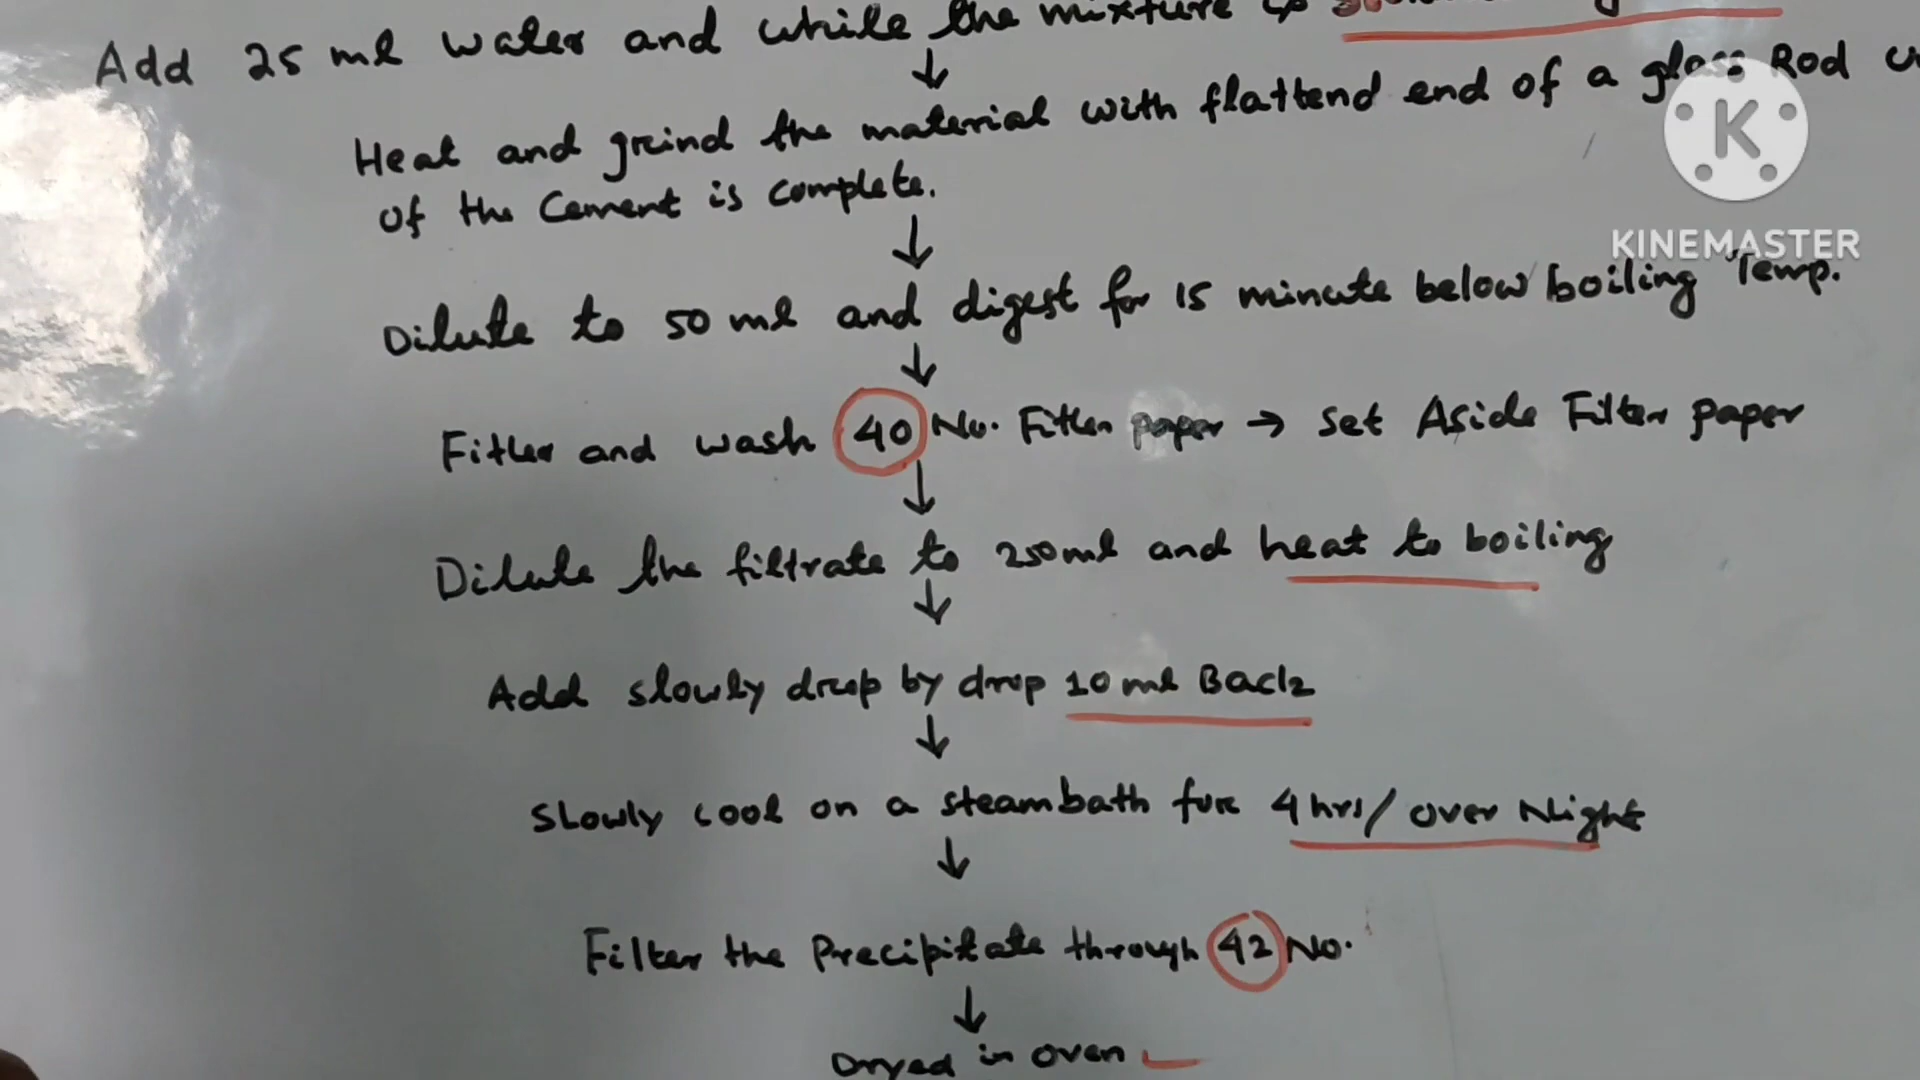 Add 25 ml water and while the mixture is
↓
Heat and grind the material with flattend end of a glass Rod
of the Cement is complete.
↓
Dilute to 50 ml and digest for 15 minute below boiling Temp.
↓
Fitler and wash 40 No. Fitler paper → Set Aside Filter paper
↓
Dilute the filtrate to 250ml and heat to boiling
↓
Add slowly drop by drop 10 ml Bacl2
↓
Slowly cool on a steambath for 4 hrs/ over Night
↓
Filter the Precipitate through 42 No.
↓
Dryed in oven
K
KINEMASTER